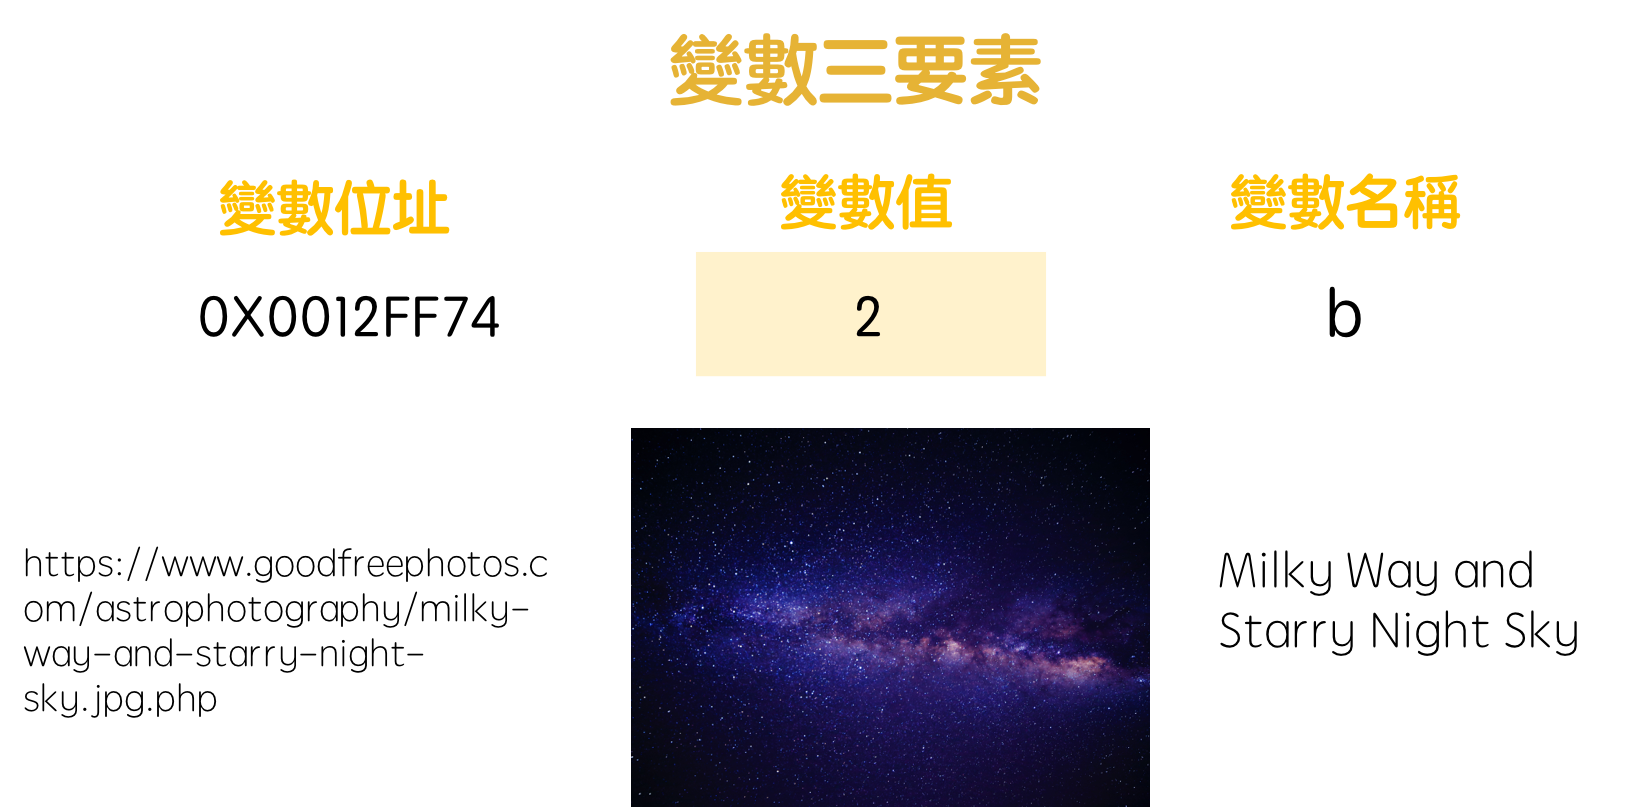 變數三要素
變數位址
變數值
變數名稱
0X0012FF74
2
b
https://www.goodfreephotos.c
om/astrophotography/milky-
way-and-starry-night-
sky.jpg.php
Milky Way and
Starry Night Sky